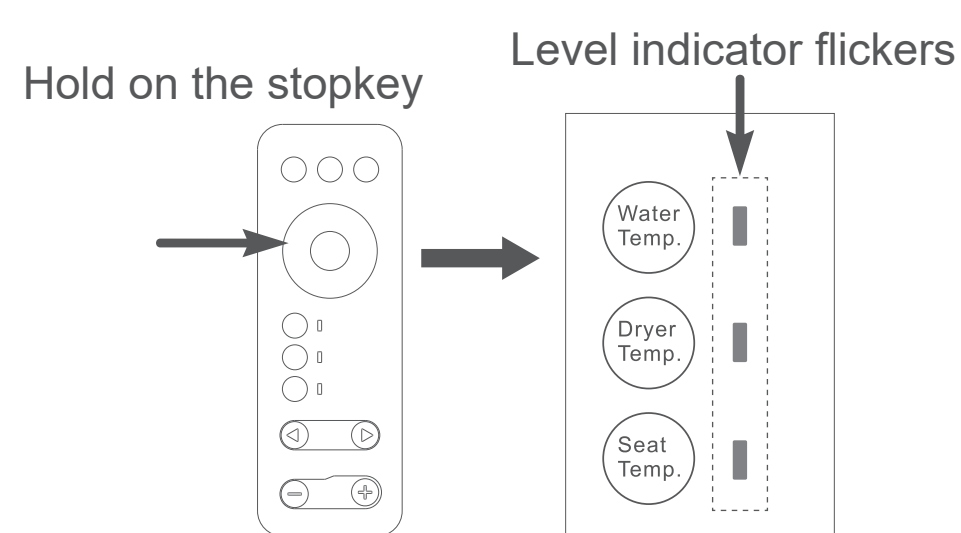 Level indicator flickers
Hold on the stopkey
Water
Temp.
Dryer
Temp.
Seat
Temp.